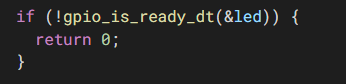 if (!gpio_is_ready_dt(&led)) {
  return 0;
}